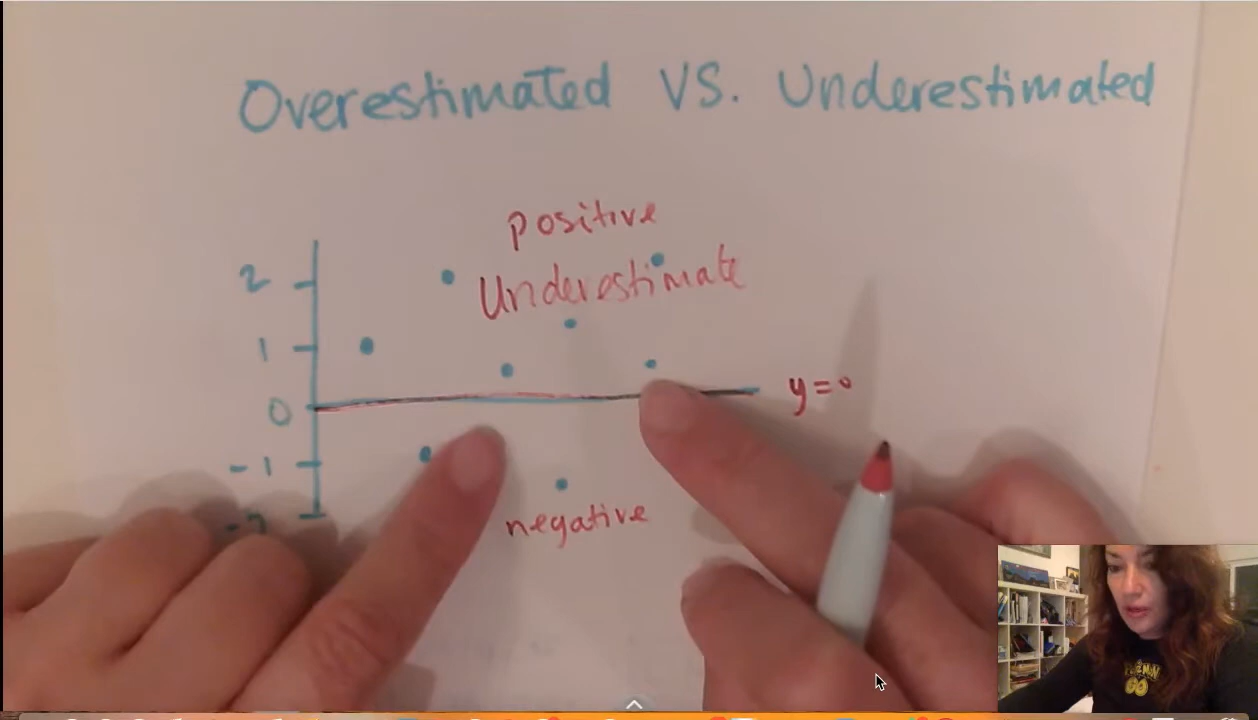 Overestimated VS. Underestimated
positive
Underestimate
2
1
0
y=0
-1
negative